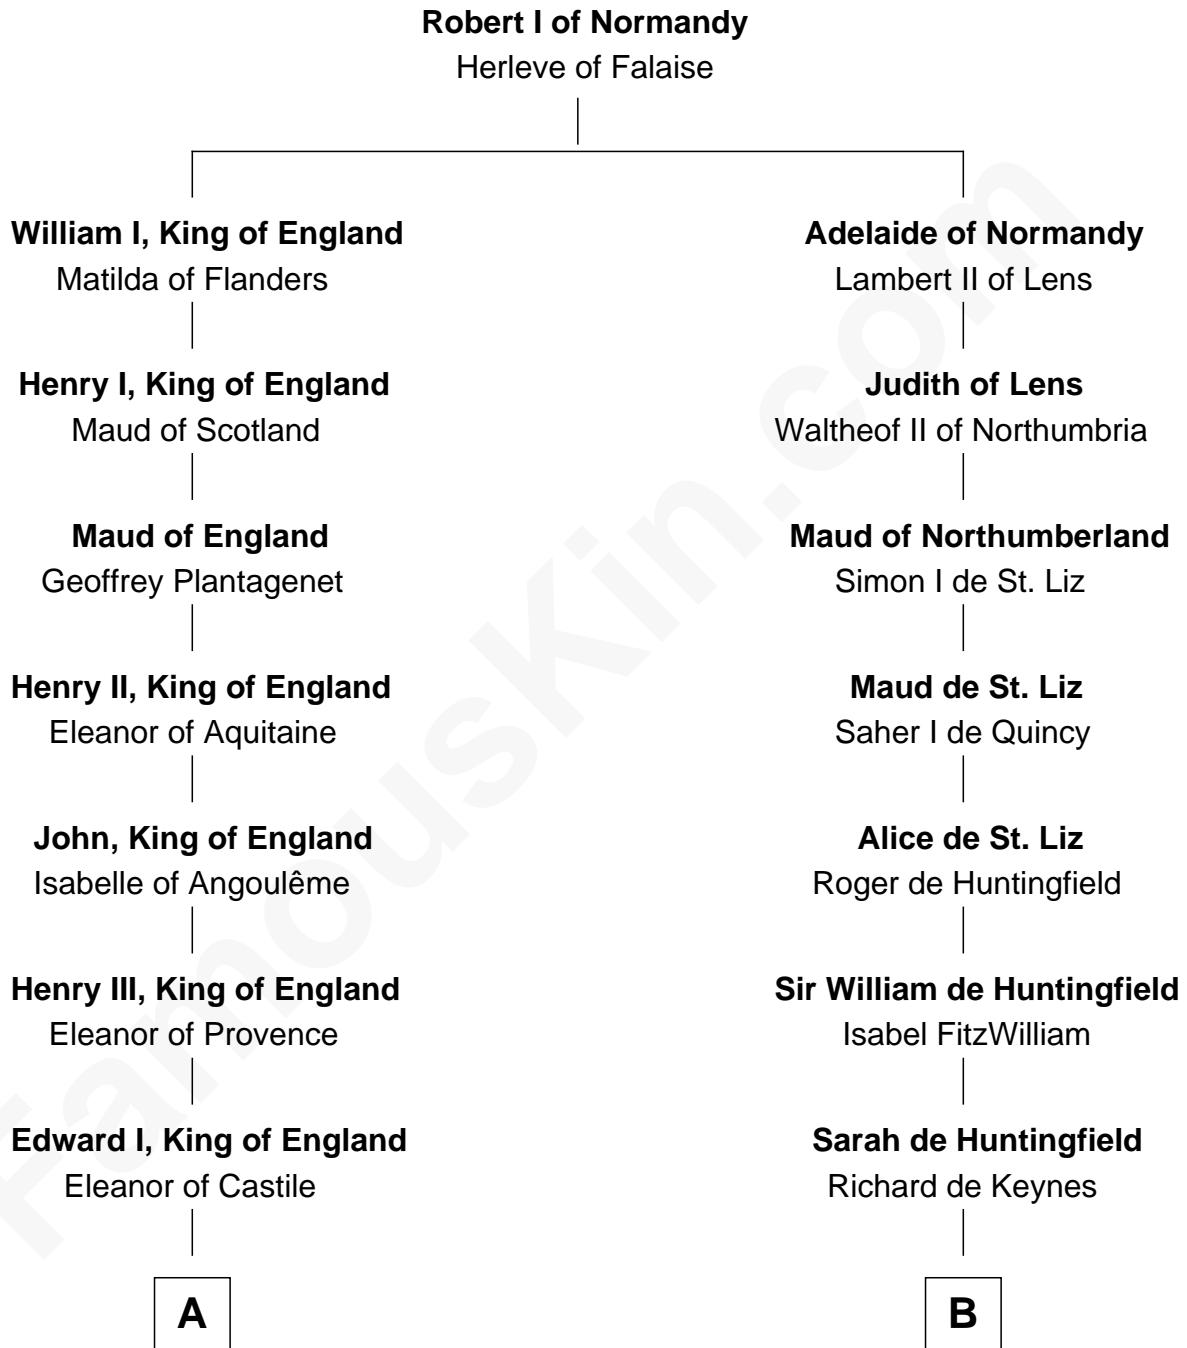 Robert I of Normandy
Herleve of Falaise
William I, King of England
Matilda of Flanders
Henry I, King of England
Maud of Scotland
Maud of England
Geoffrey Plantagenet
Henry II, King of England
Eleanor of Aquitaine
John, King of England
Isabelle of Angoulême
Henry III, King of England
Eleanor of Provence
Edward I, King of England
Eleanor of Castile
A
Adelaide of Normandy
Lambert II of Lens
Judith of Lens
Waltheof II of Northumbria
Maud of Northumberland
Simon I de St. Liz
Maud de St. Liz
Saher I de Quincy
Alice de St. Liz
Roger de Huntingfield
Sir William de Huntingfield
Isabel FitzWilliam
Sarah de Huntingfield
Richard de Keynes
B
FamousKin.com